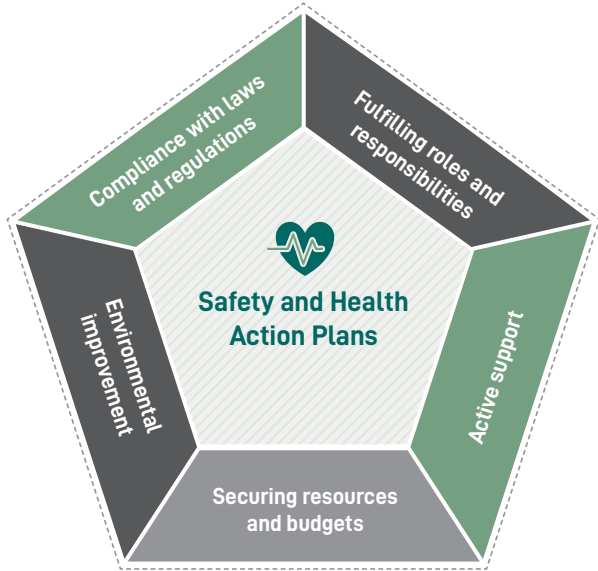 Compliance with laws
and regulations
Fulfilling roles and
responsibilities
Safety and Health
Action Plans
Environmental
improvement
Active support
Securing resources
and budgets